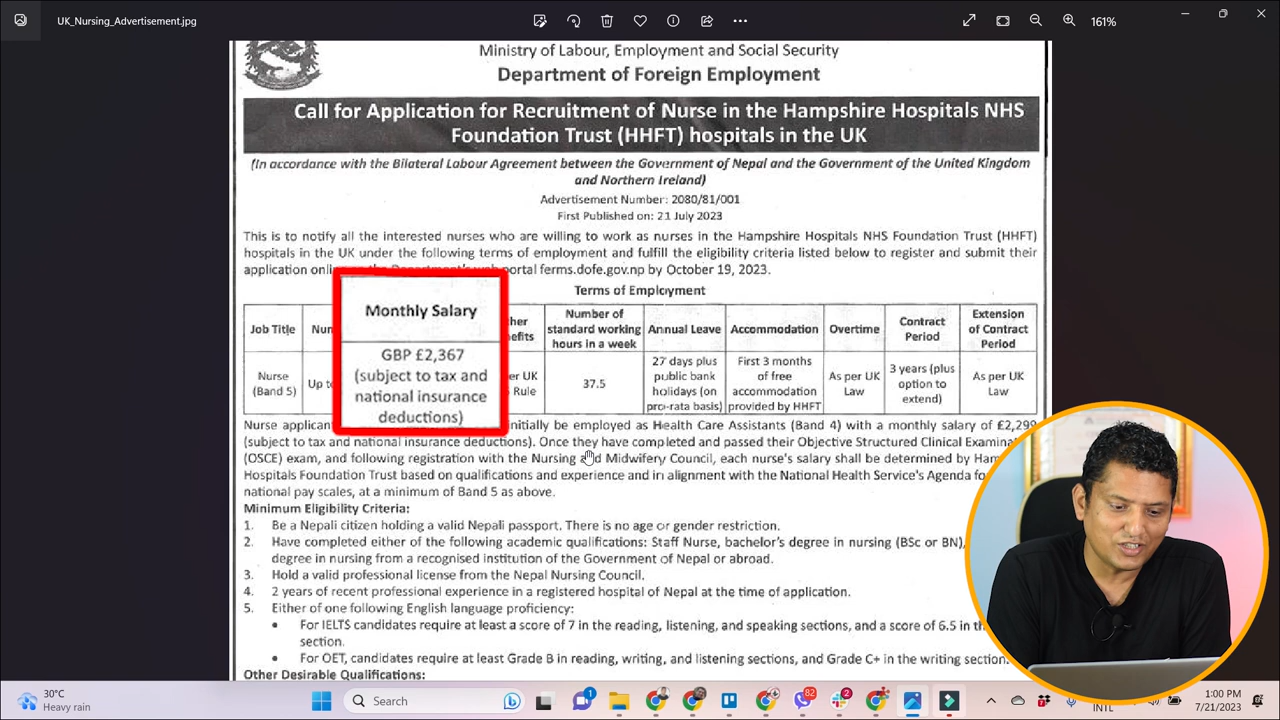 UK_Nursing_Advertisement.jpg
161%
Ministry of Labour, Employment and Social Security
Department of Foreign Employment
Call for Application for Recruitment of Nurse in the Hampshire Hospitals NHS
Foundation Trust (HHFT) hospitals in the UK
(In accordance with the Bilateral Labour Agreement between the Government of Nepal and the Government of the United Kingdom
and Northern Ireland)
Advertisement Number: 2080/81/001
First Published on: 21 July 2023
This is to notify all the interested nurses who are willing to work as nurses in the Hampshire Hospitals NHS Foundation Trust (HHFT)
hospitals in the UK under the following terms of employment and fulfill the eligibility criteria listed below to register and submit their
application portal ferms.dofe.gov.np by October 19, 2023.
Terms of Employment
Job Title
Monthly Salary
Number of
standard working
hours in a week
Annual Leave
Accommodation
Overtime
Contract
Period
Extension
of Contract
Period
Nurse
(Band 5)
Up to
GBP £2,367
(subject to tax and
national insurance
deductions)
UK
Rule
37.5
27 days plus
public bank
holidays (on
pro-rata basis)
First 3 months
of free
accommodation
provided by HHFT
As per UK
Law
3 years (plus
option to
extend)
As per UK
Law
Nurse initially be employed as Health Care Assistants (Band 4) with a monthly salary of £2,299
(subject to tax and national insurance deductions). Once they have completed and passed their Objective Structured Clinical
(OSCE) exam, and following registration with the Nursing and Midwifery Council, each nurse's salary shall be determined by
Hospitals Foundation Trust based on qualifications and experience and in alignment with the National Health Service's Agenda
national pay scales, at a minimum of Band 5 as above.
Minimum Eligibility Criteria:
1. Be a Nepali citizen holding a valid Nepali passport. There is no age or gender restriction.
2. Have completed either of the following academic qualifications: Staff Nurse, bachelor's degree in nursing (BSc or BN),
degree in nursing from a recognised institution of the Government of Nepal or abroad.
3. Hold a valid professional license from the Nepal Nursing Council.
4. 2 years of recent professional experience in a registered hospital of Nepal at the time of application.
5. Either of one following English language proficiency:
• For IELTS candidates require at least a score of 7 in the reading, listening, and speaking sections, and a score of 6.5 in
section.
• For OET, candidates require at least Grade B in reading, writing, and listening sections, and Grade C+ in the writing section.
Other Desirable Qualifications:
30°C
Heavy rain
Search
1
82
2
INTL
1:00 PM
7/21/2023